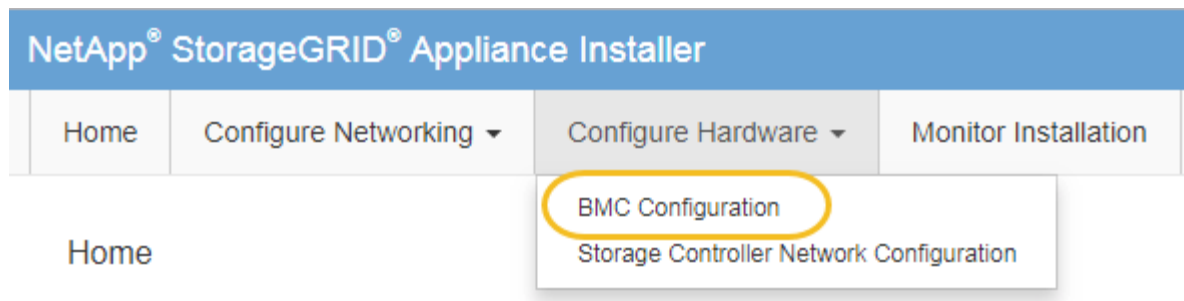 NetApp® StorageGRID® Appliance Installer
Home Configure Networking Configure Hardware Monitor Installation
BMC Configuration
Home
Storage Controller Network Configuration